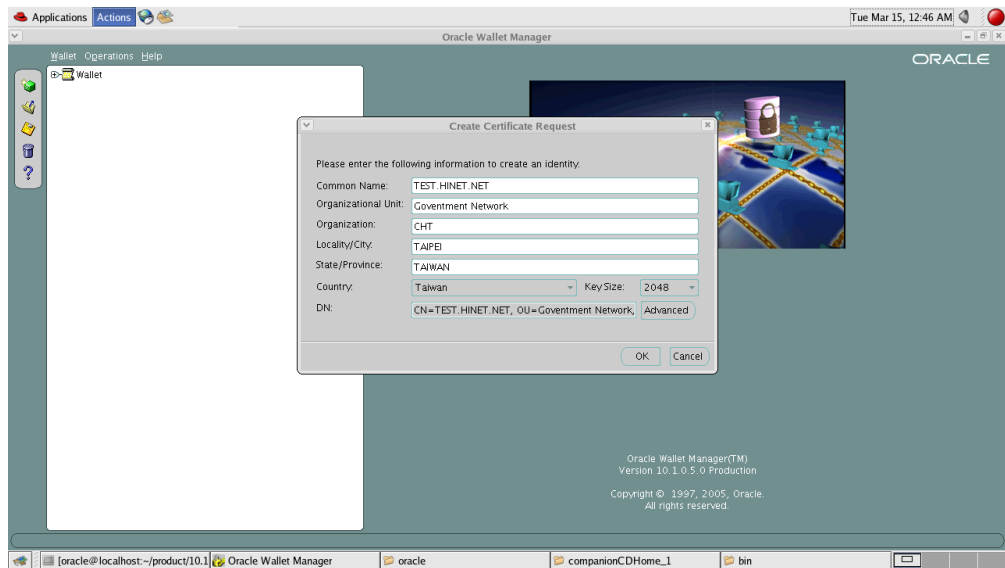 Applications Actions Tue Mar 15, 12:46 AM
Oracle Wallet Manager
Wallet Operations Help
ORACLE
Wallet
Create Certificate Request
Please enter the following information to create an identity.
Common Name: TEST.HINET.NET
Organizational Unit: Goventment Network
Organization: CHT
Locality/City: TAIPEI
State/Province: TAIWAN
Country: Taiwan Key Size: 2048
DN: CN=TEST.HINET.NET, OU=Goventment Network, Advanced
OK Cancel
Oracle Wallet Manager(TM)
Version 10.1.0.5.0 Production
Copyright © 1997, 2005, Oracle.
All rights reserved.
[oracle@localhost:~/product/10.1 Oracle Wallet Manager oracle companionCDHome_1 bin